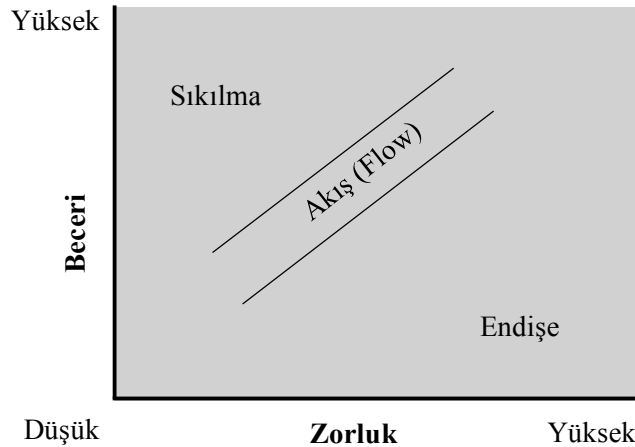 Yüksek
Sıkılma
Akış (Flow)
Beceri
Endişe
Düşük
Zorluk
Yüksek